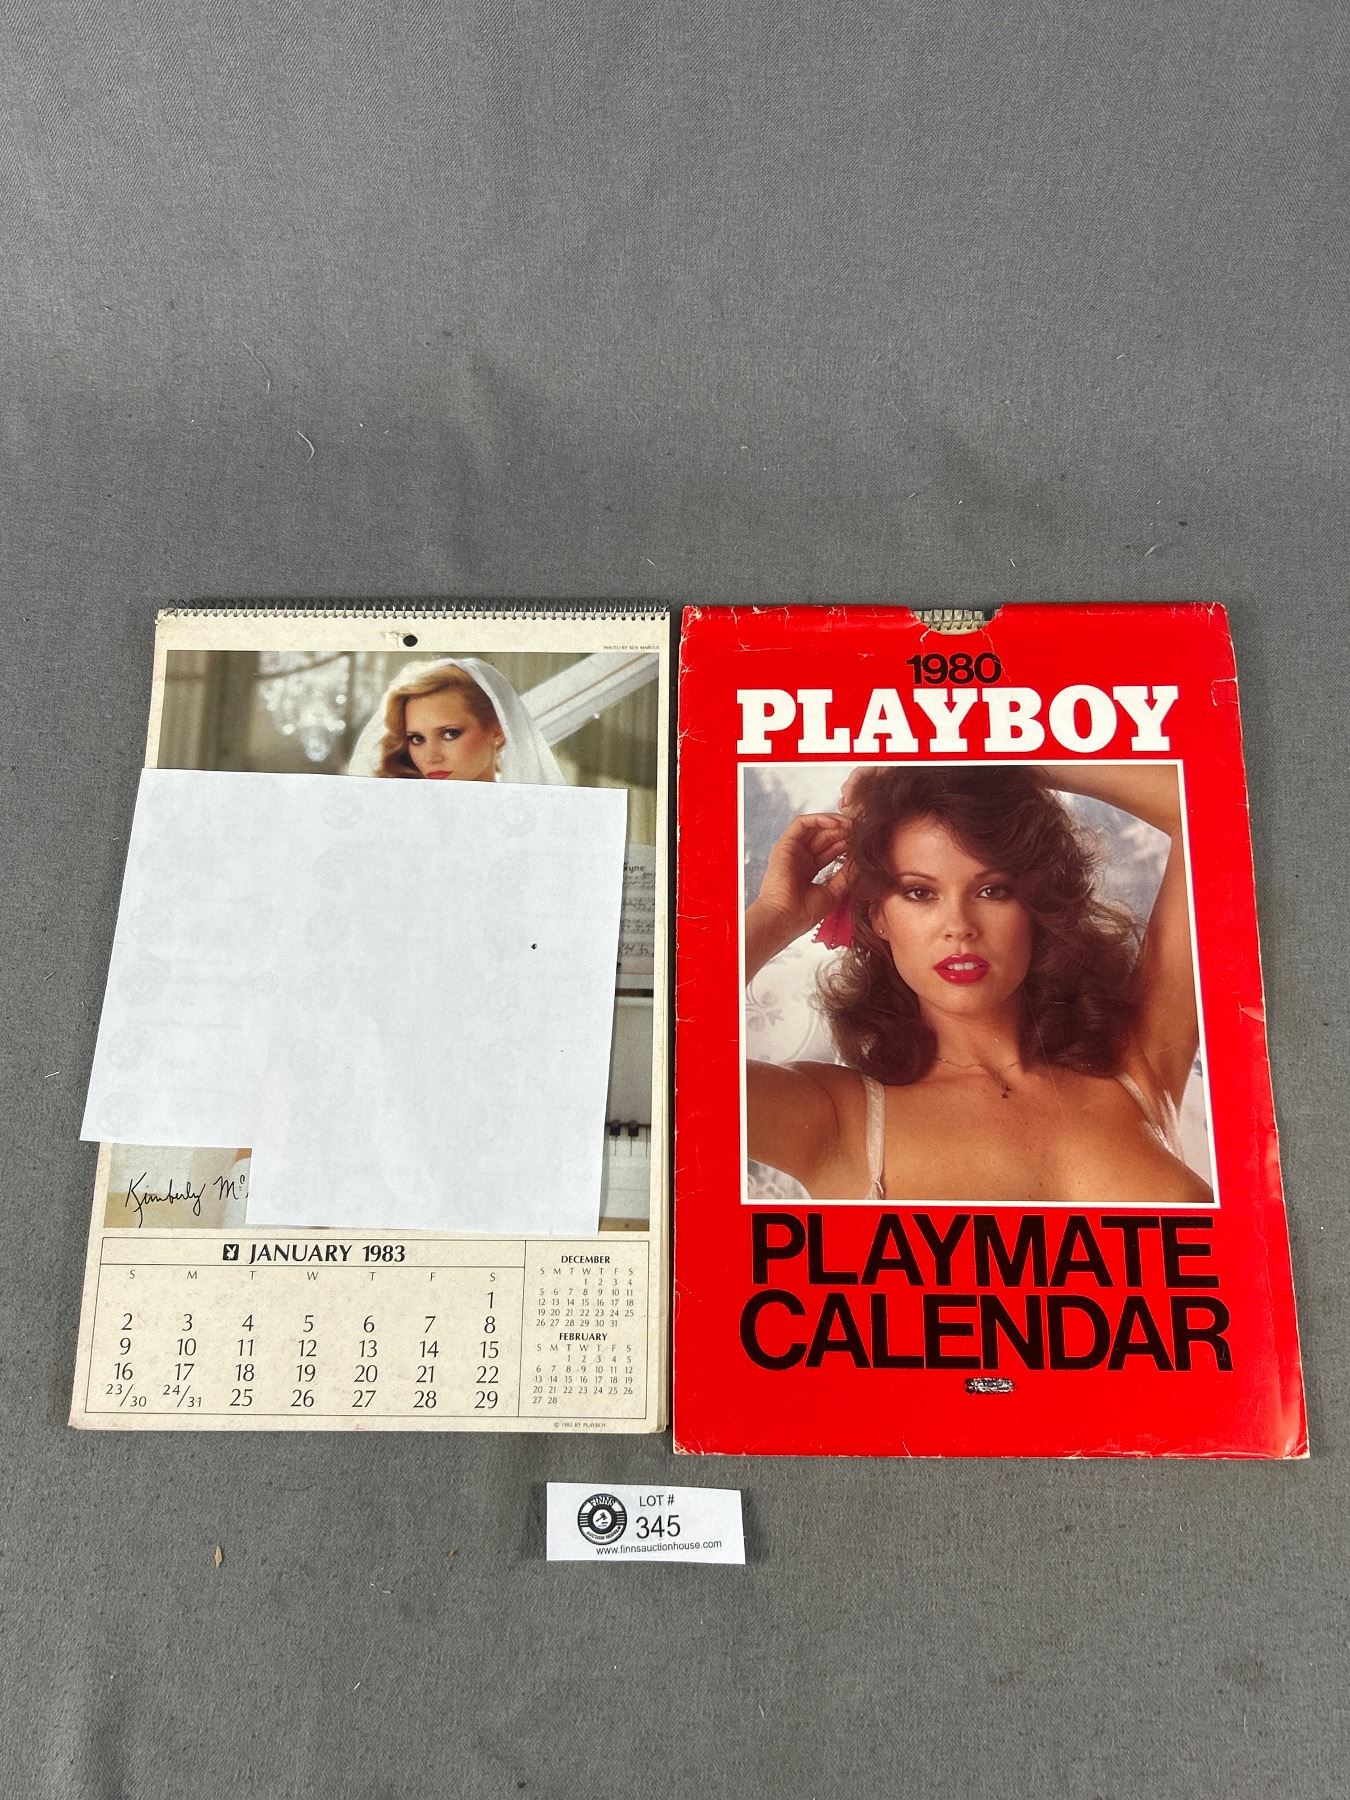 PHOTO BY KEN MARCUS
Kimberly Mc
JANUARY 1983
S M T W T F S
1
2 3 4 5 6 7 8
9 10 11 12 13 14 15
16 17 18 19 20 21 22
23/30 24/31 25 26 27 28 29
DECEMBER
S M T W T F S
1 2 3 4
5 6 7 8 9 10 11
12 13 14 15 16 17 18
19 20 21 22 23 24 25
26 27 28 29 30 31
FEBRUARY
S M T W T F S
1 2 3 4 5
6 7 8 9 10 11 12
13 14 15 16 17 18 19
20 21 22 23 24 25 26
27 28
© 1982 BY PLAYBOY
1980
PLAYBOY
PLAYMATE
CALENDAR
FINNS
LOT #
345
www.finnsauctionhouse.com